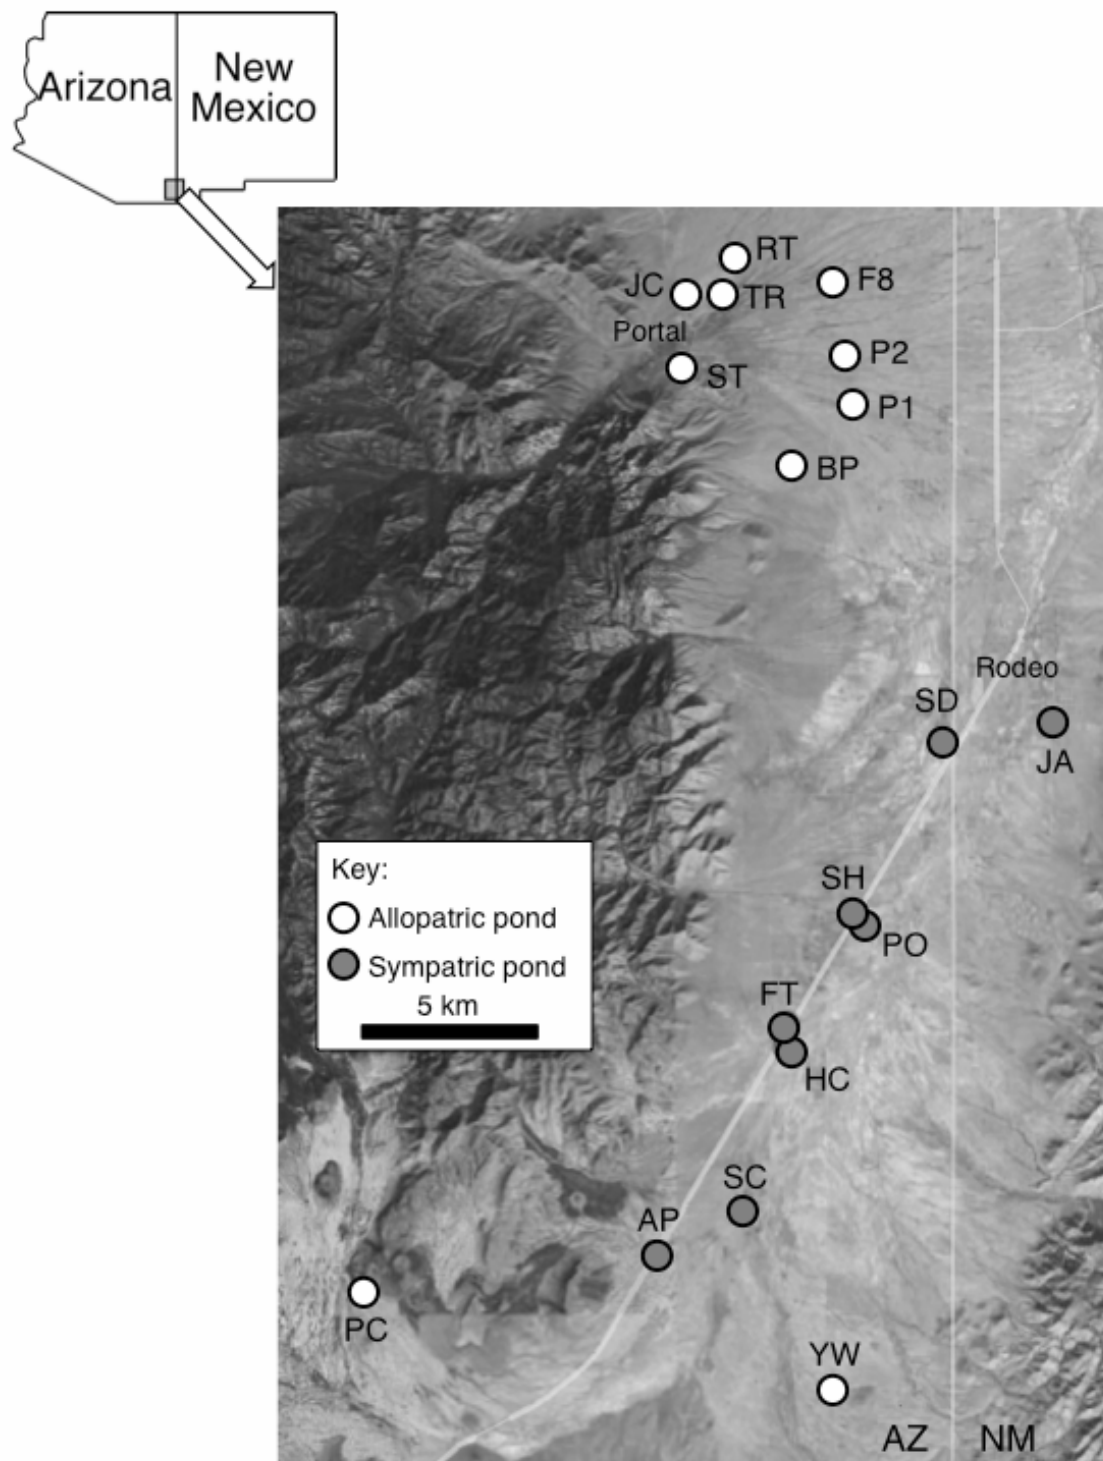 Arizona
New
Mexico
RT
JC
TR
F8
Portal
P2
ST
P1
BP
Rodeo
SD
JA
Key:
Allopatric pond
Sympatric pond
5 km
SH
PO
FT
HC
SC
AP
PC
YW
AZ
NM